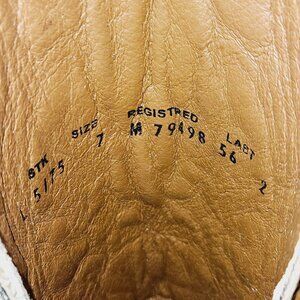 STK SIZE REGISTRED LAST
L 5175 7 M 79498 56 2